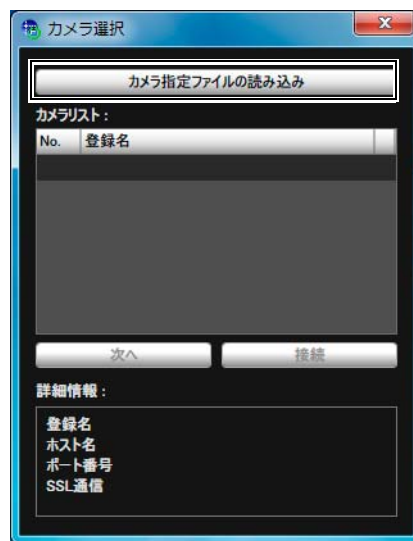 カメラ選択
カメラ指定ファイルの読み込み
カメラリスト :
No. 登録名
次へ 接続
詳細情報 :
登録名
ホスト名
ポート番号
SSL通信